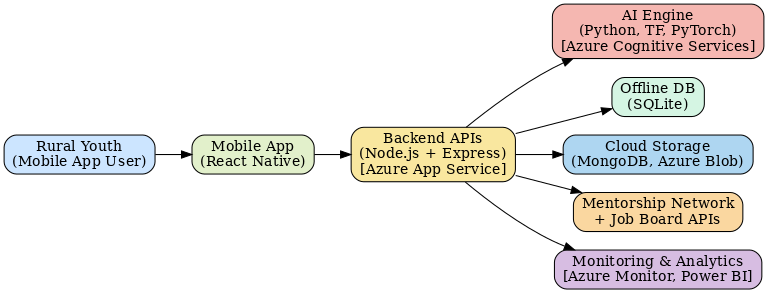 Rural Youth
(Mobile App User)
Mobile App
(React Native)
Backend APIs
(Node.js + Express)
[Azure App Service]
AI Engine
(Python, TF, PyTorch)
[Azure Cognitive Services]
Offline DB
(SQLite)
Cloud Storage
(MongoDB, Azure Blob)
Mentorship Network
+ Job Board APIs
Monitoring & Analytics
[Azure Monitor, Power BI]